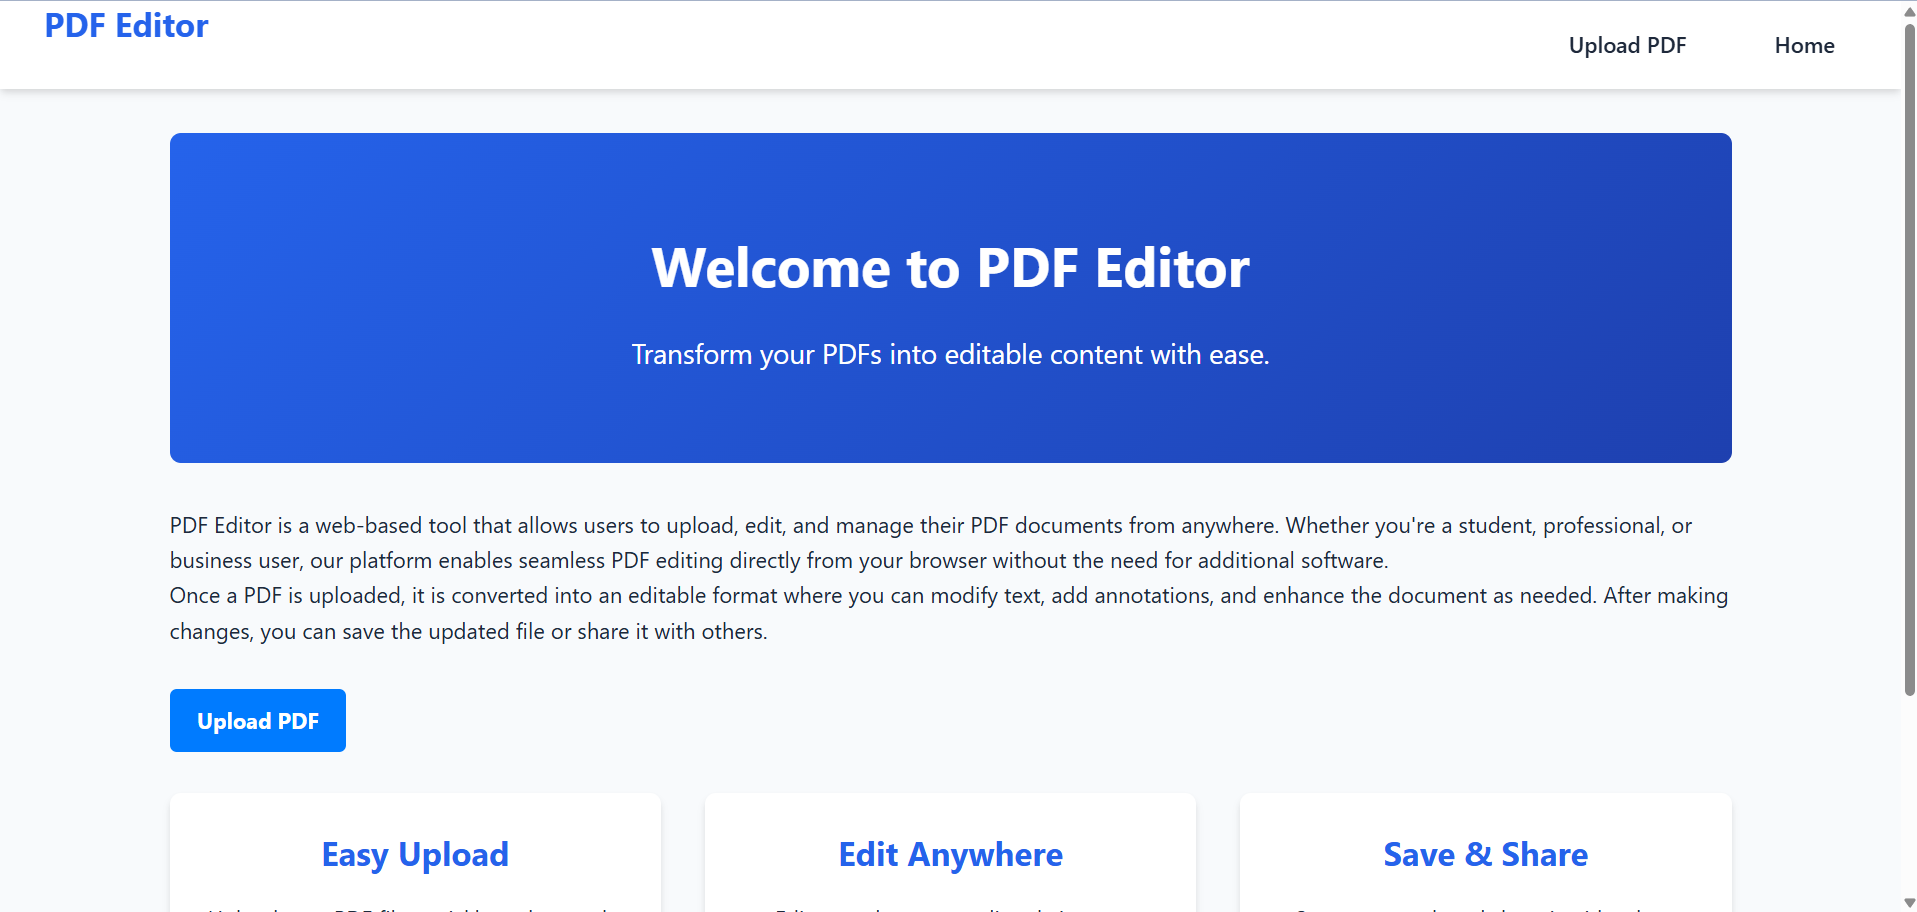 PDF Editor
Upload PDF
Home
Welcome to PDF Editor
Transform your PDFs into editable content with ease.
PDF Editor is a web-based tool that allows users to upload, edit, and manage their PDF documents from anywhere. Whether you're a student, professional, or
business user, our platform enables seamless PDF editing directly from your browser without the need for additional software.
Once a PDF is uploaded, it is converted into an editable format where you can modify text, add annotations, and enhance the document as needed. After making
changes, you can save the updated file or share it with others.
Upload PDF
Easy Upload
Edit Anywhere
Save & Share